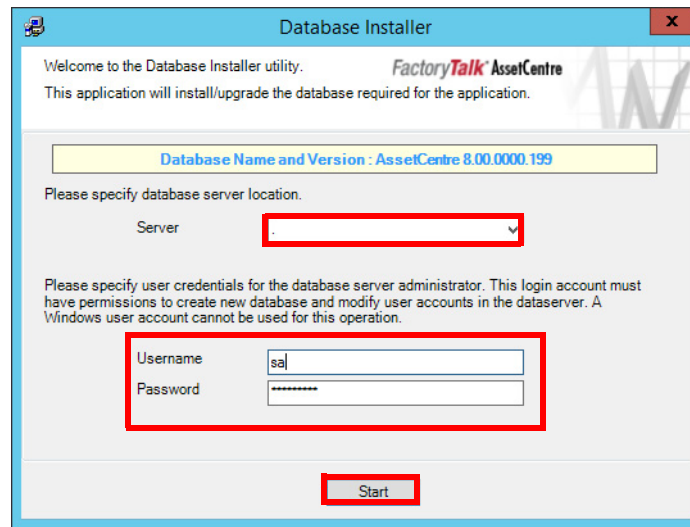 Database Installer
x
Welcome to the Database Installer utility.
FactoryTalk AssetCentre
This application will install/upgrade the database required for the application.
Database Name and Version : AssetCentre 8.00.0000.199
Please specify database server location.
Server
.
Please specify user credentials for the database server administrator. This login account must
have permissions to create new database and modify user accounts in the dataserver. A
Windows user account cannot be used for this operation.
Username
sa
Password
*********
Start